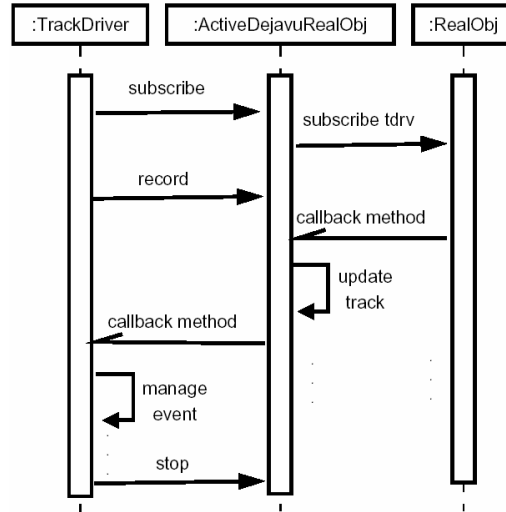 :TrackDriver :ActiveDejavuRealObj :RealObj
subscribe
subscribe tdrv
record
callback method
update
track
callback method
manage
event
stop